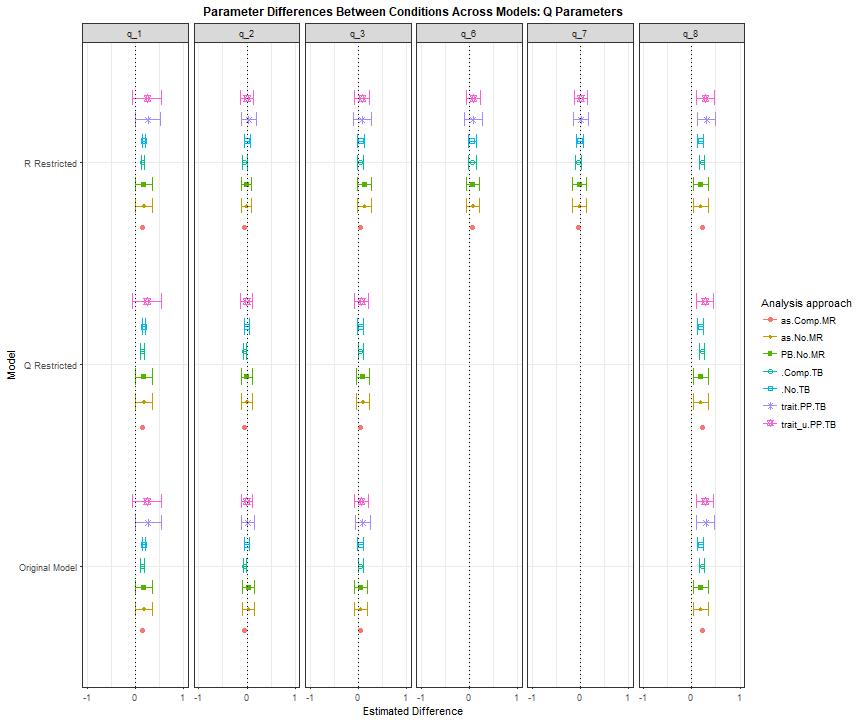 Parameter Differences Between Conditions Across Models: Q Parameters
q_1 q_2 q_3 q_6 q_7 q_8
R Restricted
Q Restricted
Original Model
Model
-1 0 1 -1 0 1 -1 0 1 -1 0 1 -1 0 1 -1 0 1
Estimated Difference
Analysis approach
as.Comp.MR
as.No.MR
PB.No.MR
.Comp.TB
.No.TB
trait.PP.TB
trait_u.PP.TB